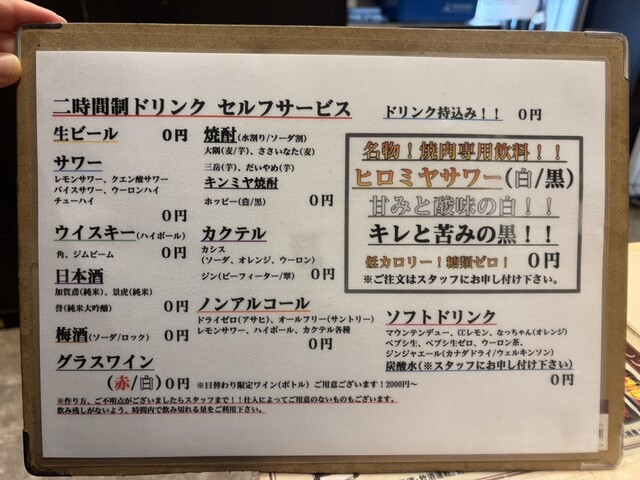 二時間制ドリンク セルフサービス
ドリンク持込み！！ 0円
生ビール 0円
サワー
レモンサワー、クエン酸サワー
バイスサワー、ウーロンハイ
チューハイ
0円
ウイスキー(ハイボール)
角、ジムビーム 0円
日本酒
加賀鳶(純米)、景虎(純米)
誉(純米大吟醸) 0円
梅酒(ソーダ/ロック) 0円
グラスワイン
(赤/白)0円 ※日替わり限定ワイン(ボトル)ご用意ございます！2000円～
焼酎(水割り/ソーダ割)
大隅(麦/芋)、ささいなた(麦)
三岳(芋)、だいやめ(芋)
キンミヤ焼酎
ホッピー(白/黒) 0円
カクテル
カシス
(ソーダ、オレンジ、ウーロン)
ジン(ビーフィーター/翠) 0円
ノンアルコール
ドライゼロ(アサヒ)、オールフリー(サントリー)
レモンサワー、ハイボール、カクテル各種
0円
名物！焼肉専用飲料！！
ヒロミヤサワー(白/黒)
甘みと酸味の白！！
キレと苦みの黒！！
低カロリー！糖類ゼロ！ 0円
※ご注文はスタッフにお申し付け下さい。
ソフトドリンク
マウンテンデュー、CCレモン、なっちゃん(オレンジ)
ペプシ生、ペプシ生ゼロ、ウーロン茶、
ジンジャエール(カナダドライ/ウェルキンソン)
炭酸水(※スタッフにお申し付け下さい)
0円
※作り方、ご不明点がございましたらスタッフまで！！仕入によってご用意のないものもございます。
飲み残しがないよう、時間内で飲み切れる量をご利用下さい。